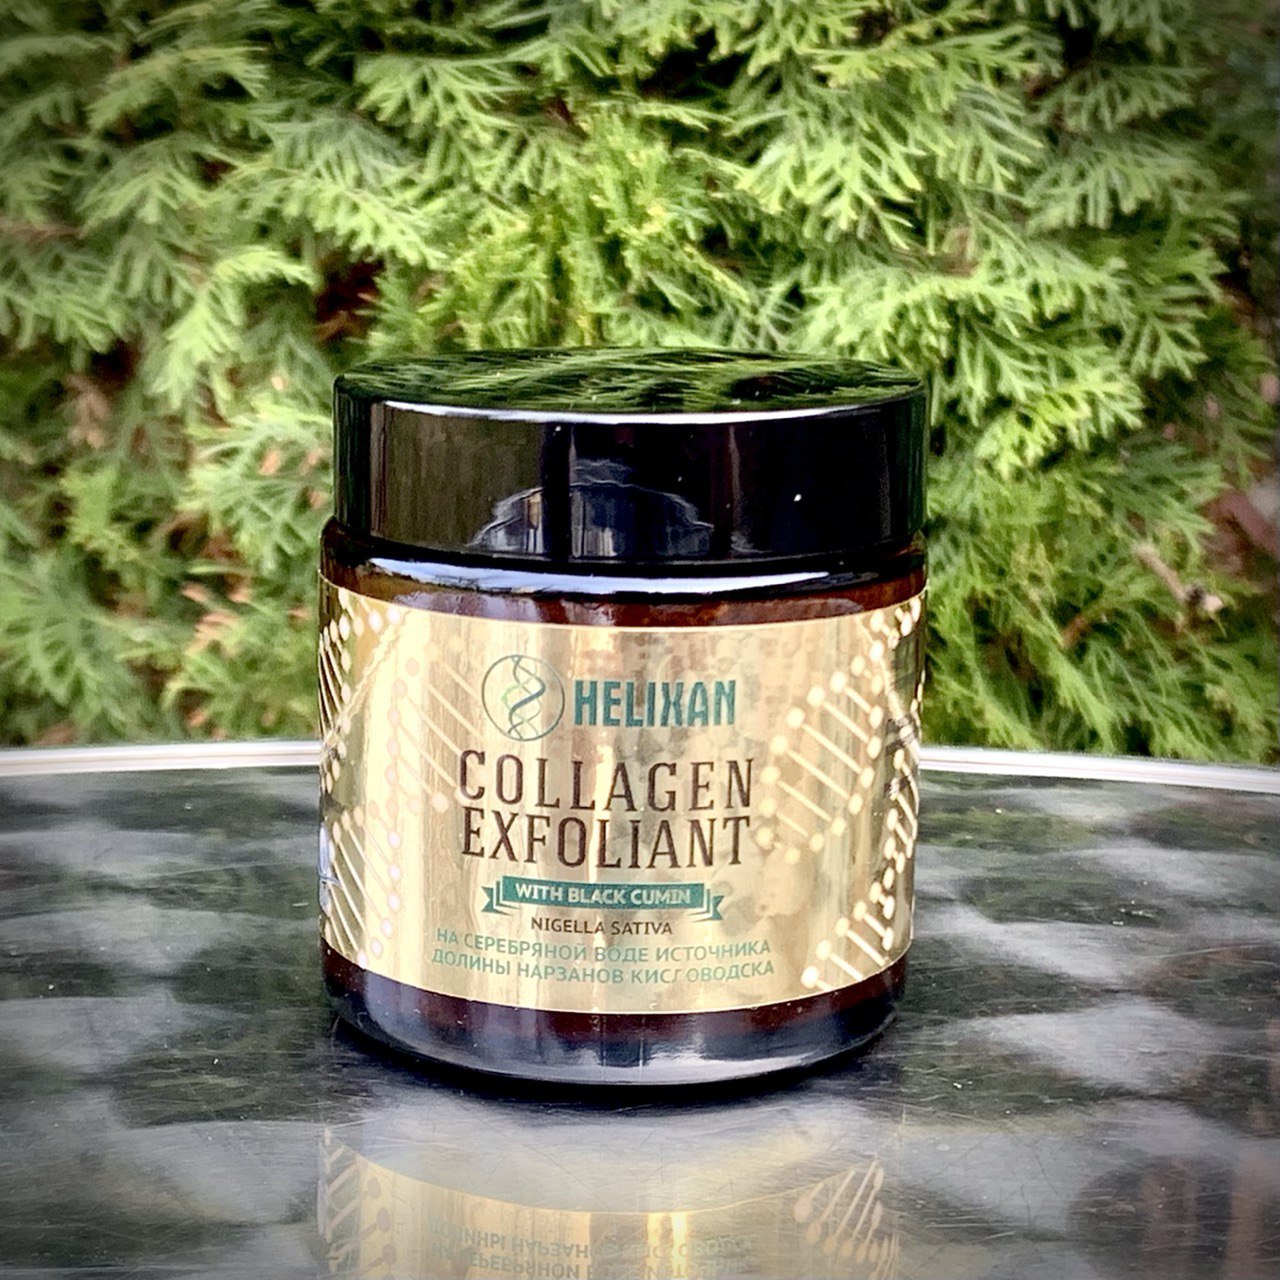 HELIXAN
COLLAGEN
EXFOLIANT
WITH BLACK CUMIN
NIGELLA SATIVA
НА СЕРЕБРЯНОЙ ВОДЕ ИСТОЧНИКА
ДОЛИНЫ НАРЗАНОВ КИСЛОВОДСКА